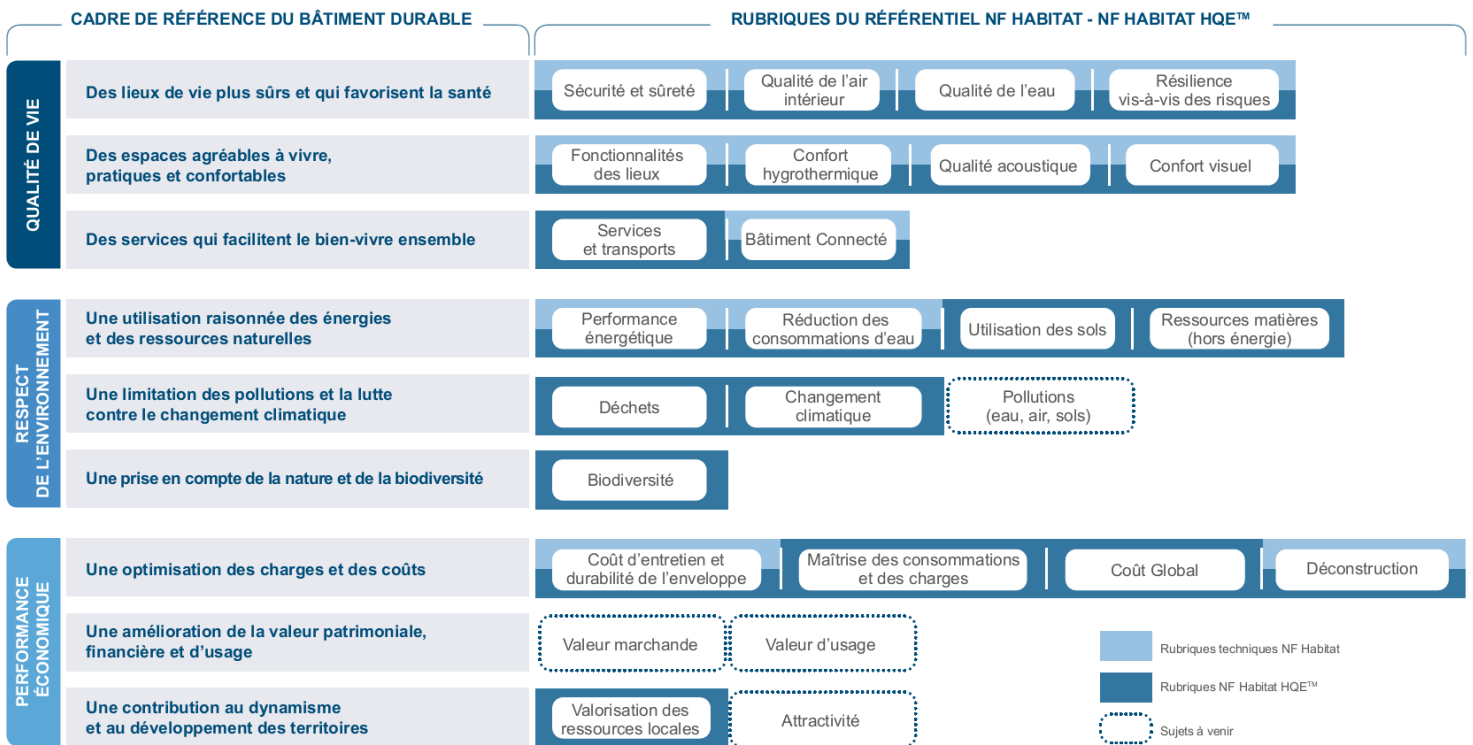 CADRE DE RÉFÉRENCE DU BÂTIMENT DURABLE
RUBRIQUES DU RÉFÉRENTIEL NF HABITAT - NF HABITAT HQE™
QUALITÉ DE VIE
Des lieux de vie plus sûrs et qui favorisent la santé
Sécurité et sûreté
Qualité de l’air
intérieur
Qualité de l’eau
Résilience
vis-à-vis des risques
Des espaces agréables à vivre,
pratiques et confortables
Fonctionnalités
des lieux
Confort
hygrothermique
Qualité acoustique
Confort visuel
Des services qui facilitent le bien-vivre ensemble
Services
et transports
Bâtiment Connecté
RESPECT
DE L’ENVIRONNEMENT
Une utilisation raisonnée des énergies
et des ressources naturelles
Performance
énergétique
Réduction des
consommations d’eau
Utilisation des sols
Ressources matières
(hors énergie)
Une limitation des pollutions et la lutte
contre le changement climatique
Déchets
Changement
climatique
Pollutions
(eau, air, sols)
Une prise en compte de la nature et de la biodiversité
Biodiversité
PERFORMANCE
ÉCONOMIQUE
Une optimisation des charges et des coûts
Coût d’entretien et
durabilité de l’enveloppe
Maîtrise des consommations
et des charges
Coût Global
Déconstruction
Une amélioration de la valeur patrimoniale,
financière et d’usage
Valeur marchande
Valeur d’usage
Une contribution au dynamisme
et au développement des territoires
Valorisation des
ressources locales
Attractivité
Rubriques techniques NF Habitat
Rubriques NF Habitat HQE™
Sujets à venir